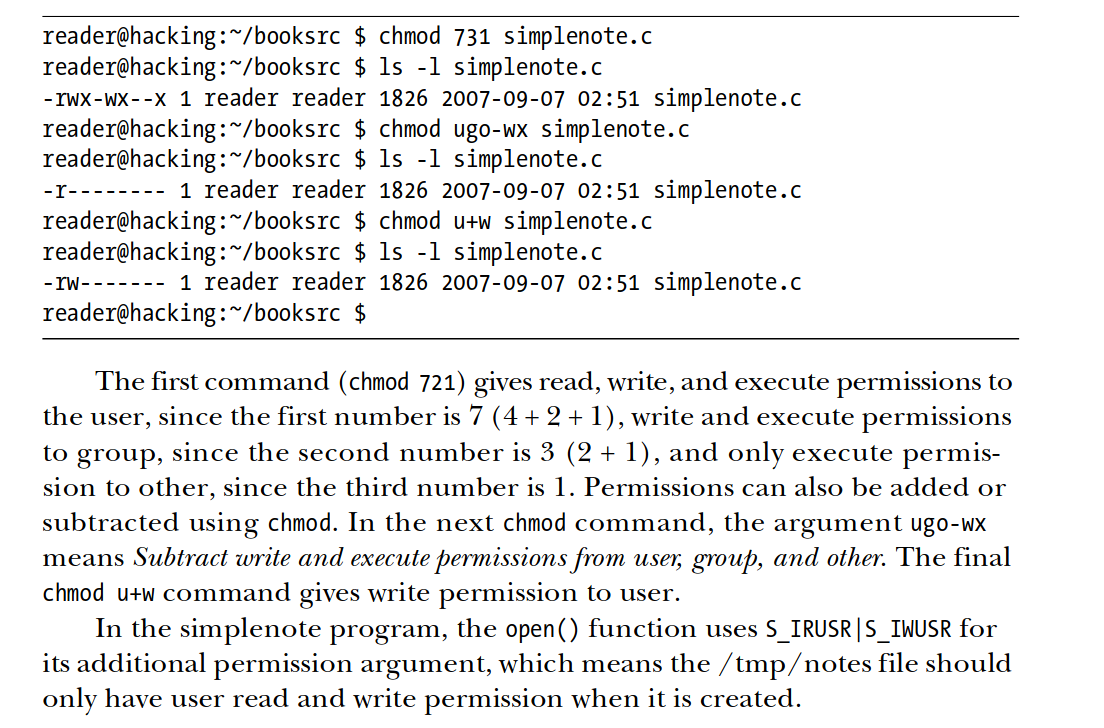 reader@hacking:~/booksrc $ chmod 731 simplenote.c
reader@hacking:~/booksrc $ ls -l simplenote.c
-rwx-wx--x 1 reader reader 1826 2007-09-07 02:51 simplenote.c
reader@hacking:~/booksrc $ chmod ugo-wx simplenote.c
reader@hacking:~/booksrc $ ls -l simplenote.c
-r-------- 1 reader reader 1826 2007-09-07 02:51 simplenote.c
reader@hacking:~/booksrc $ chmod u+w simplenote.c
reader@hacking:~/booksrc $ ls -l simplenote.c
-rw------- 1 reader reader 1826 2007-09-07 02:51 simplenote.c
reader@hacking:~/booksrc $
The first command (chmod 721) gives read, write, and execute permissions to
the user, since the first number is 7 (4 + 2 + 1), write and execute permissions
to group, since the second number is 3 (2 + 1), and only execute permis-
sion to other, since the third number is 1. Permissions can also be added or
subtracted using chmod. In the next chmod command, the argument ugo-wx
means Subtract write and execute permissions from user, group, and other. The final
chmod u+w command gives write permission to user.
In the simplenote program, the open() function uses S_IRUSR|S_IWUSR for
its additional permission argument, which means the /tmp/notes file should
only have user read and write permission when it is created.